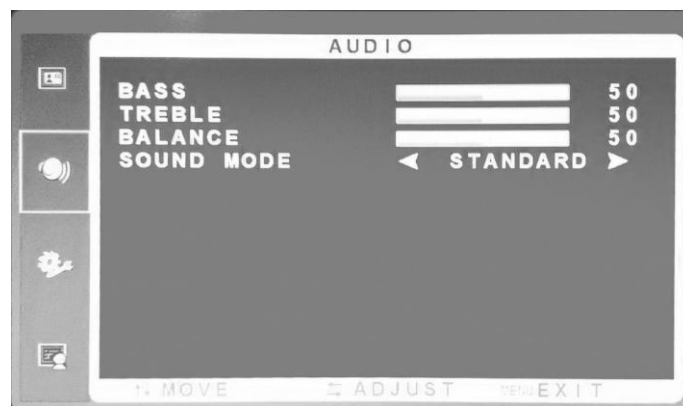 AUDIO
BASS 50
TREBLE 50
BALANCE 50
SOUND MODE STANDARD
MOVE ADJUST MENU EXIT